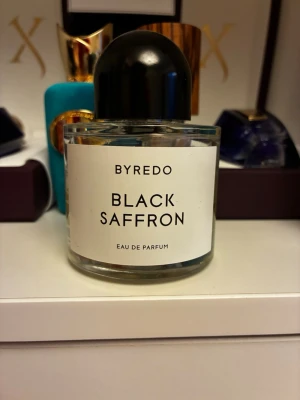 X
X
BYREDO
BLACK
SAFFRON
EAU DE PARFUM